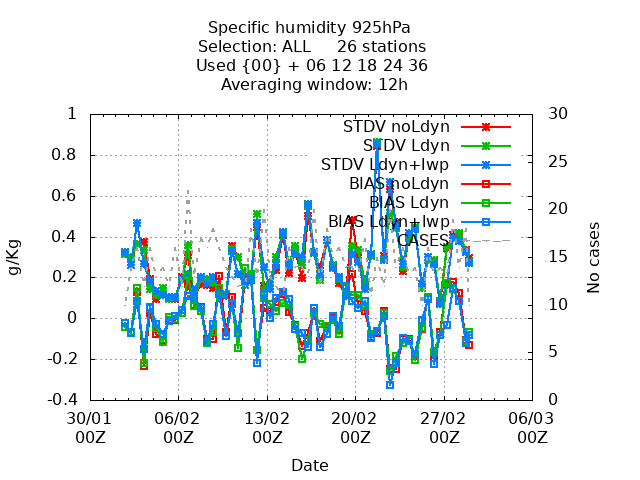 Specific humidity 925hPa
Selection: ALL 26 stations
Used {00} + 06 12 18 24 36
Averaging window: 12h
1
0.8
0.6
0.4
0.2
0
-0.2
-0.4
30
25
20
15
10
5
0
g/Kg
No cases
STDV noLdyn
STDV Ldyn
STDV Ldyn+lwp
BIAS noLdyn
BIAS Ldyn
BIAS Ldyn+lwp
CASES
30/01 06/02 13/02 20/02 27/02 06/03
00Z 00Z 00Z 00Z 00Z 00Z
Date